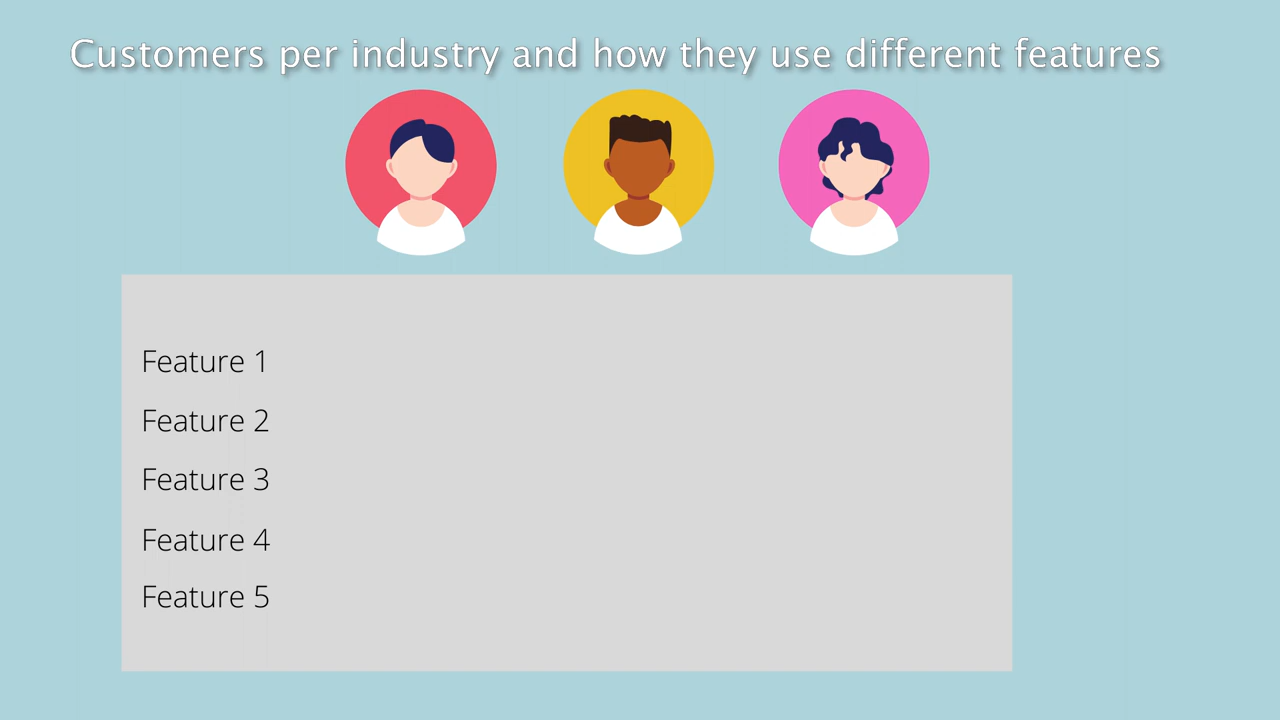 Customers per industry and how they use different features
Feature 1
Feature 2
Feature 3
Feature 4
Feature 5